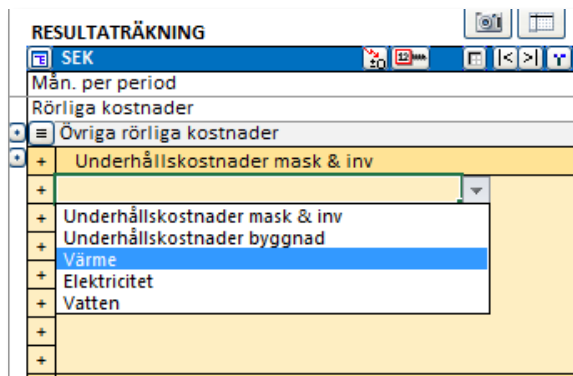 RESULTATRÄKNING
SEK
Mån. per period
Rörliga kostnader
Övriga rörliga kostnader
+ Underhållskostnader mask & inv
+
+ Underhållskostnader mask & inv
+ Underhållskostnader byggnad
Värme
+ Elektricitet
+ Vatten
+
+